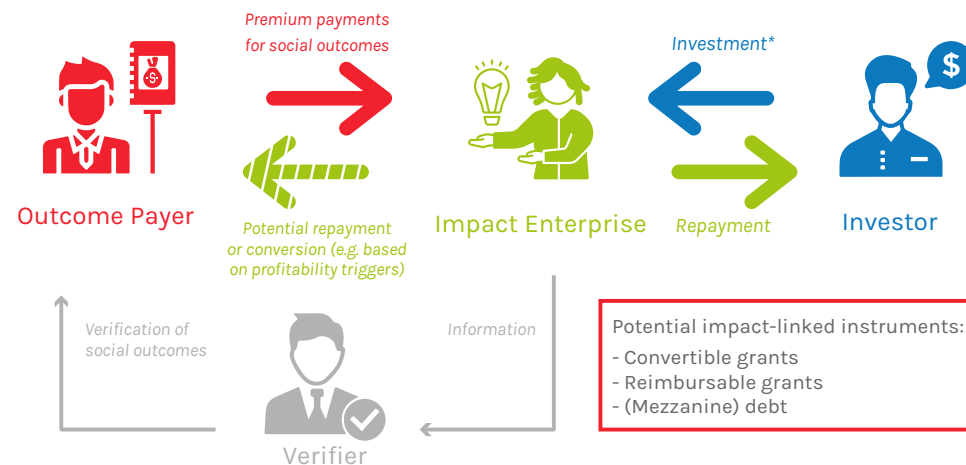 Premium payments
for social outcomes
Investment*
$
$
Outcome Payer
Impact Enterprise
Investor
Potential repayment
or conversion (e.g. based
on profitability triggers)
Repayment
Verification of
social outcomes
Information
Verifier
Potential impact-linked instruments:
- Convertible grants
- Reimbursable grants
- (Mezzanine) debt